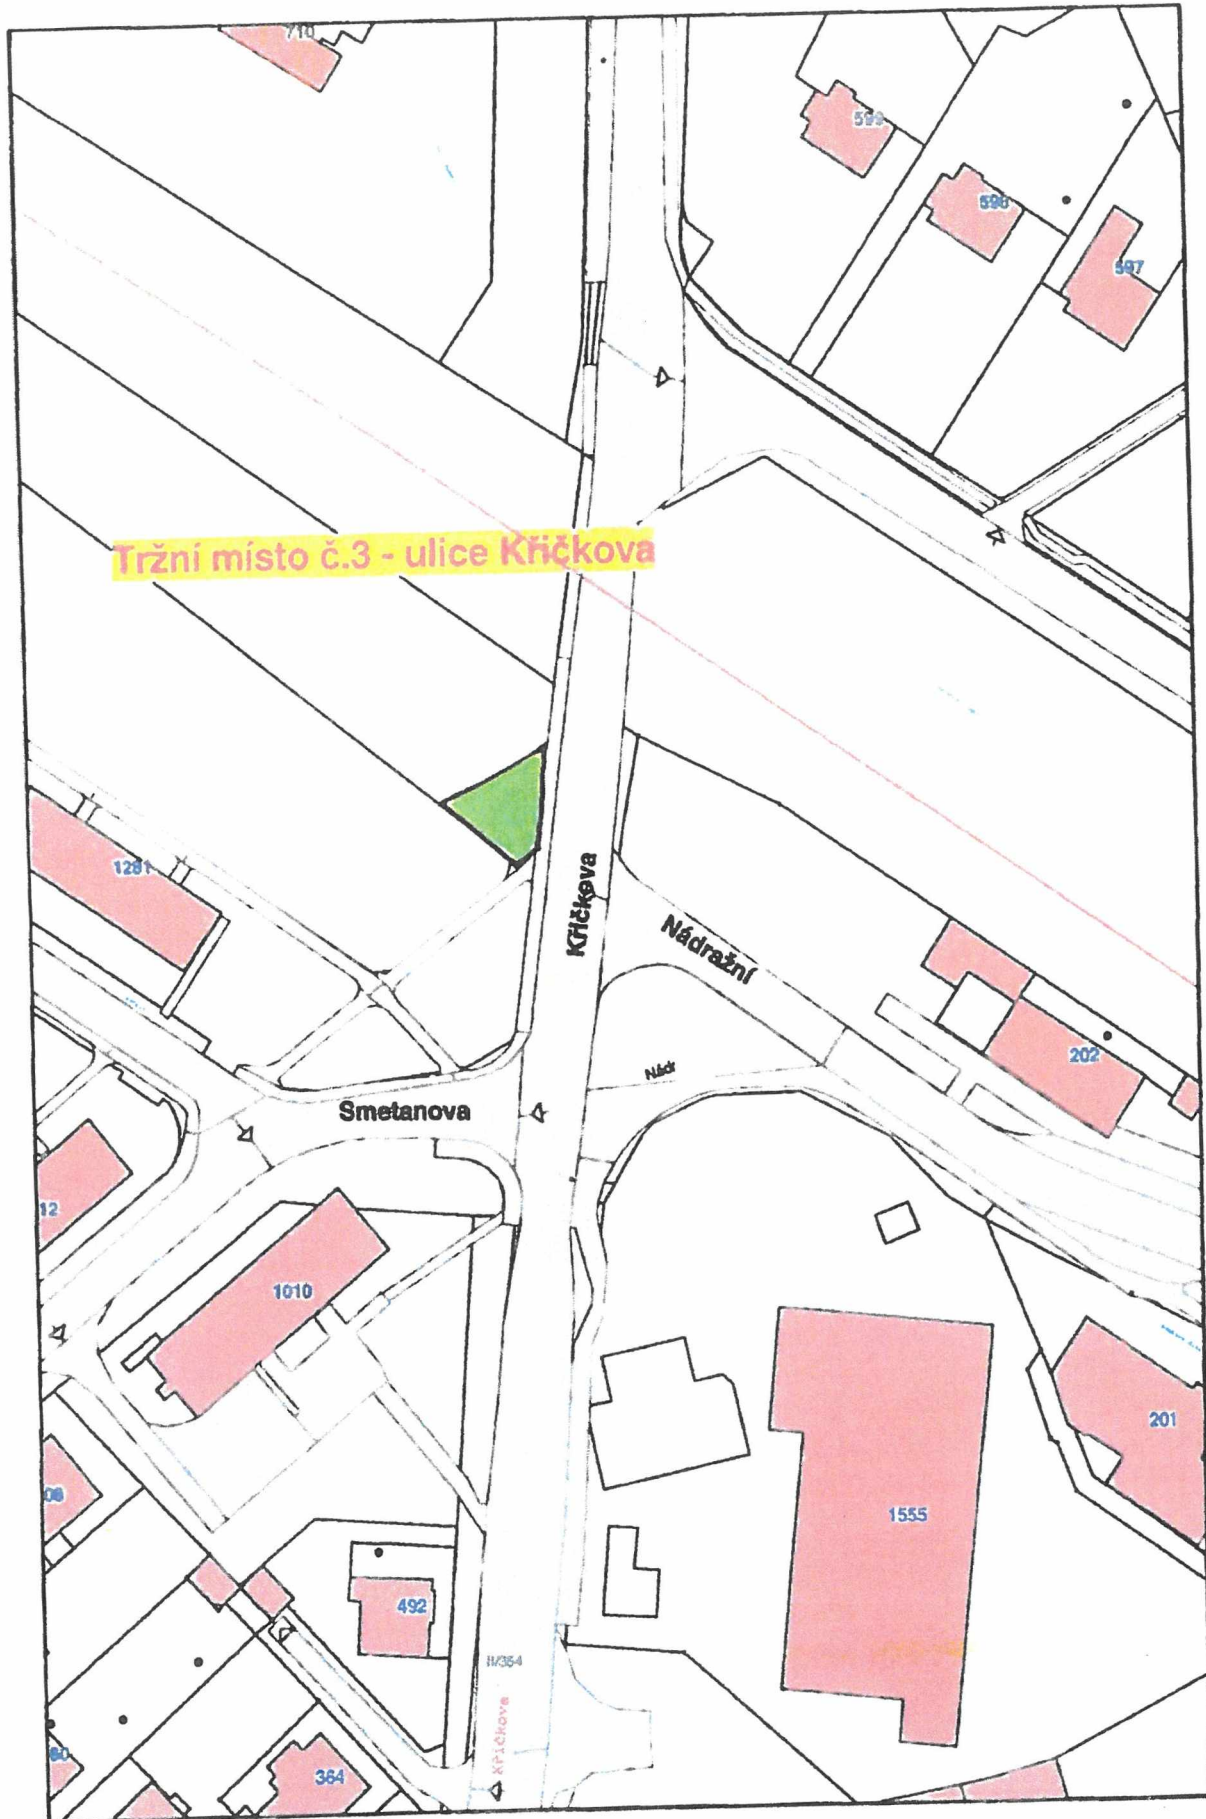 710
599
598
597
Tržní místo č.3 - ulice Křičkova
1281
Křičkova
Nádražní
202
Nádr
Smetanova
12
1010
201
08
1555
492
II/354
Křičkova
60
364